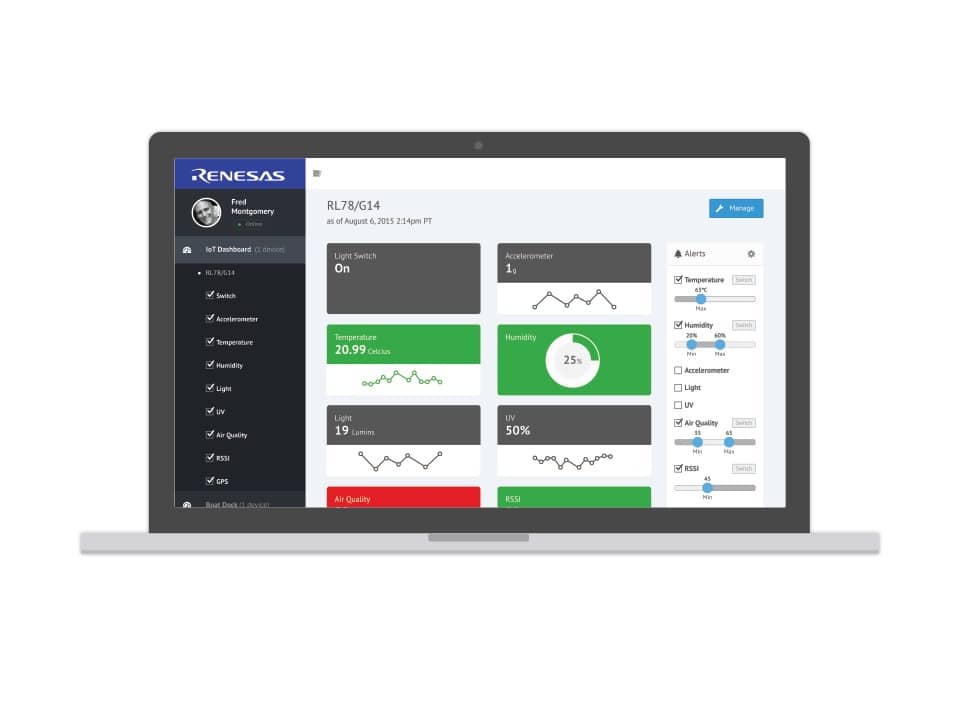 RENESAS
Fred
Montgomery
Online
IoT Dashboard (1 device)
RL78/G14
Switch
Accelerometer
Temperature
Humidity
Light
UV
Air Quality
RSSI
GPS
Boat Dock (1 device)
RL78/G14
as of August 6, 2015 2:14pm PT
Manage
Light Switch
On
Accelerometer
1g
Temperature
20.99 Celcius
Humidity
25%
Light
19 Lumins
UV
50%
Air Quality
RSSI
Alerts
Temperature Switch
63°C
Max
Humidity Switch
20% 60%
Min Max
Accelerometer
Light
UV
Air Quality Switch
35 65
Min Max
RSSI Switch
45
Min